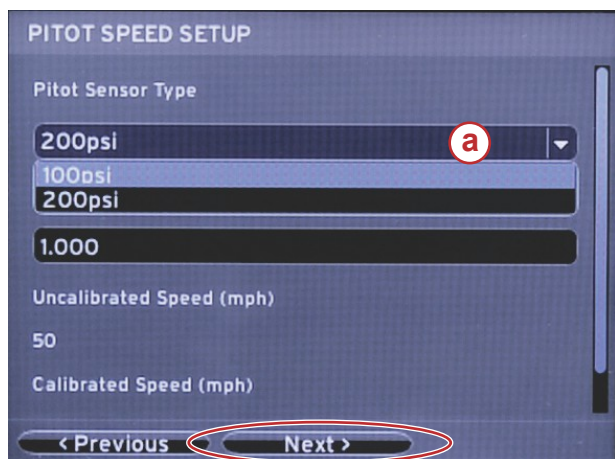 PITOT SPEED SETUP
Pitot Sensor Type
200psi
a
100psi
200psi
1.000
Uncalibrated Speed (mph)
50
Calibrated Speed (mph)
< Previous
Next >